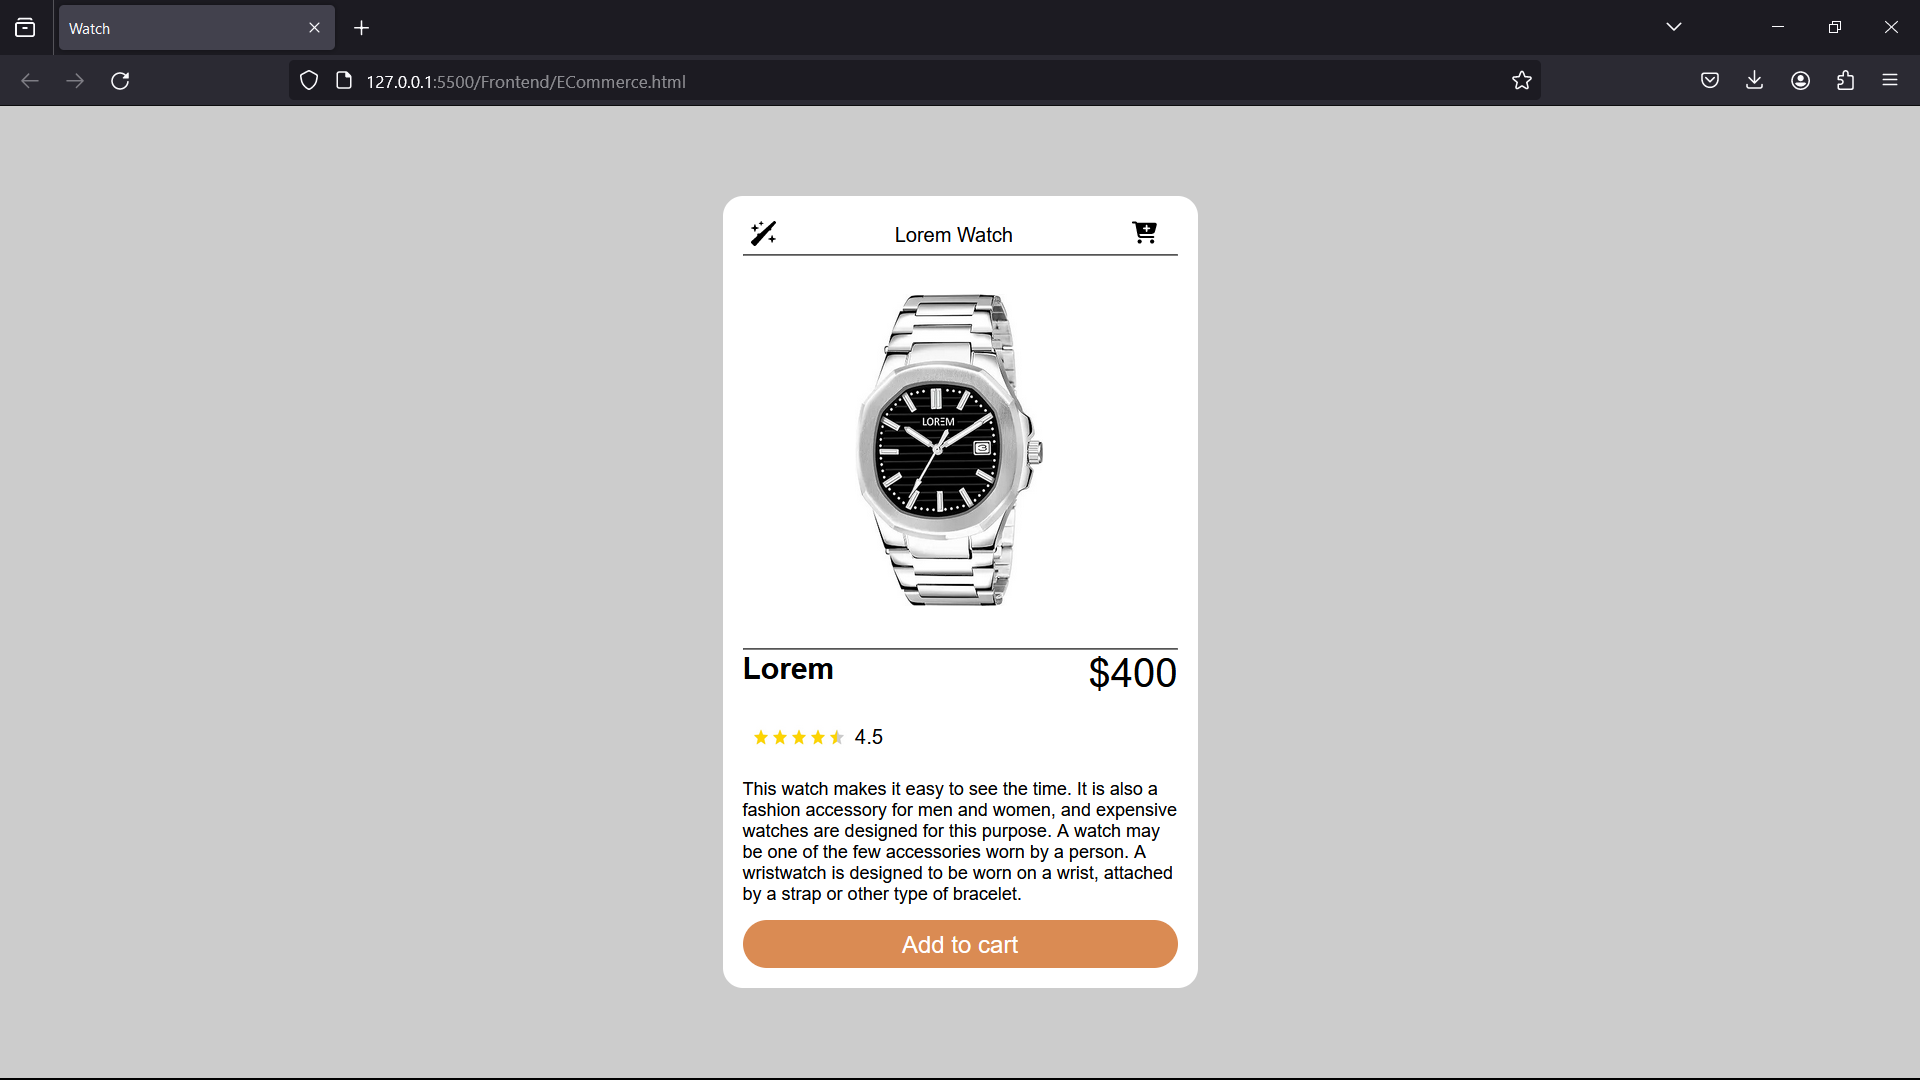 Watch
127.0.0.1:5500/Frontend/ECommerce.html
Lorem Watch
LOREM
3
Lorem
$400
4.5
This watch makes it easy to see the time. It is also a
fashion accessory for men and women, and expensive
watches are designed for this purpose. A watch may
be one of the few accessories worn by a person. A
wristwatch is designed to be worn on a wrist, attached
by a strap or other type of bracelet.
Add to cart